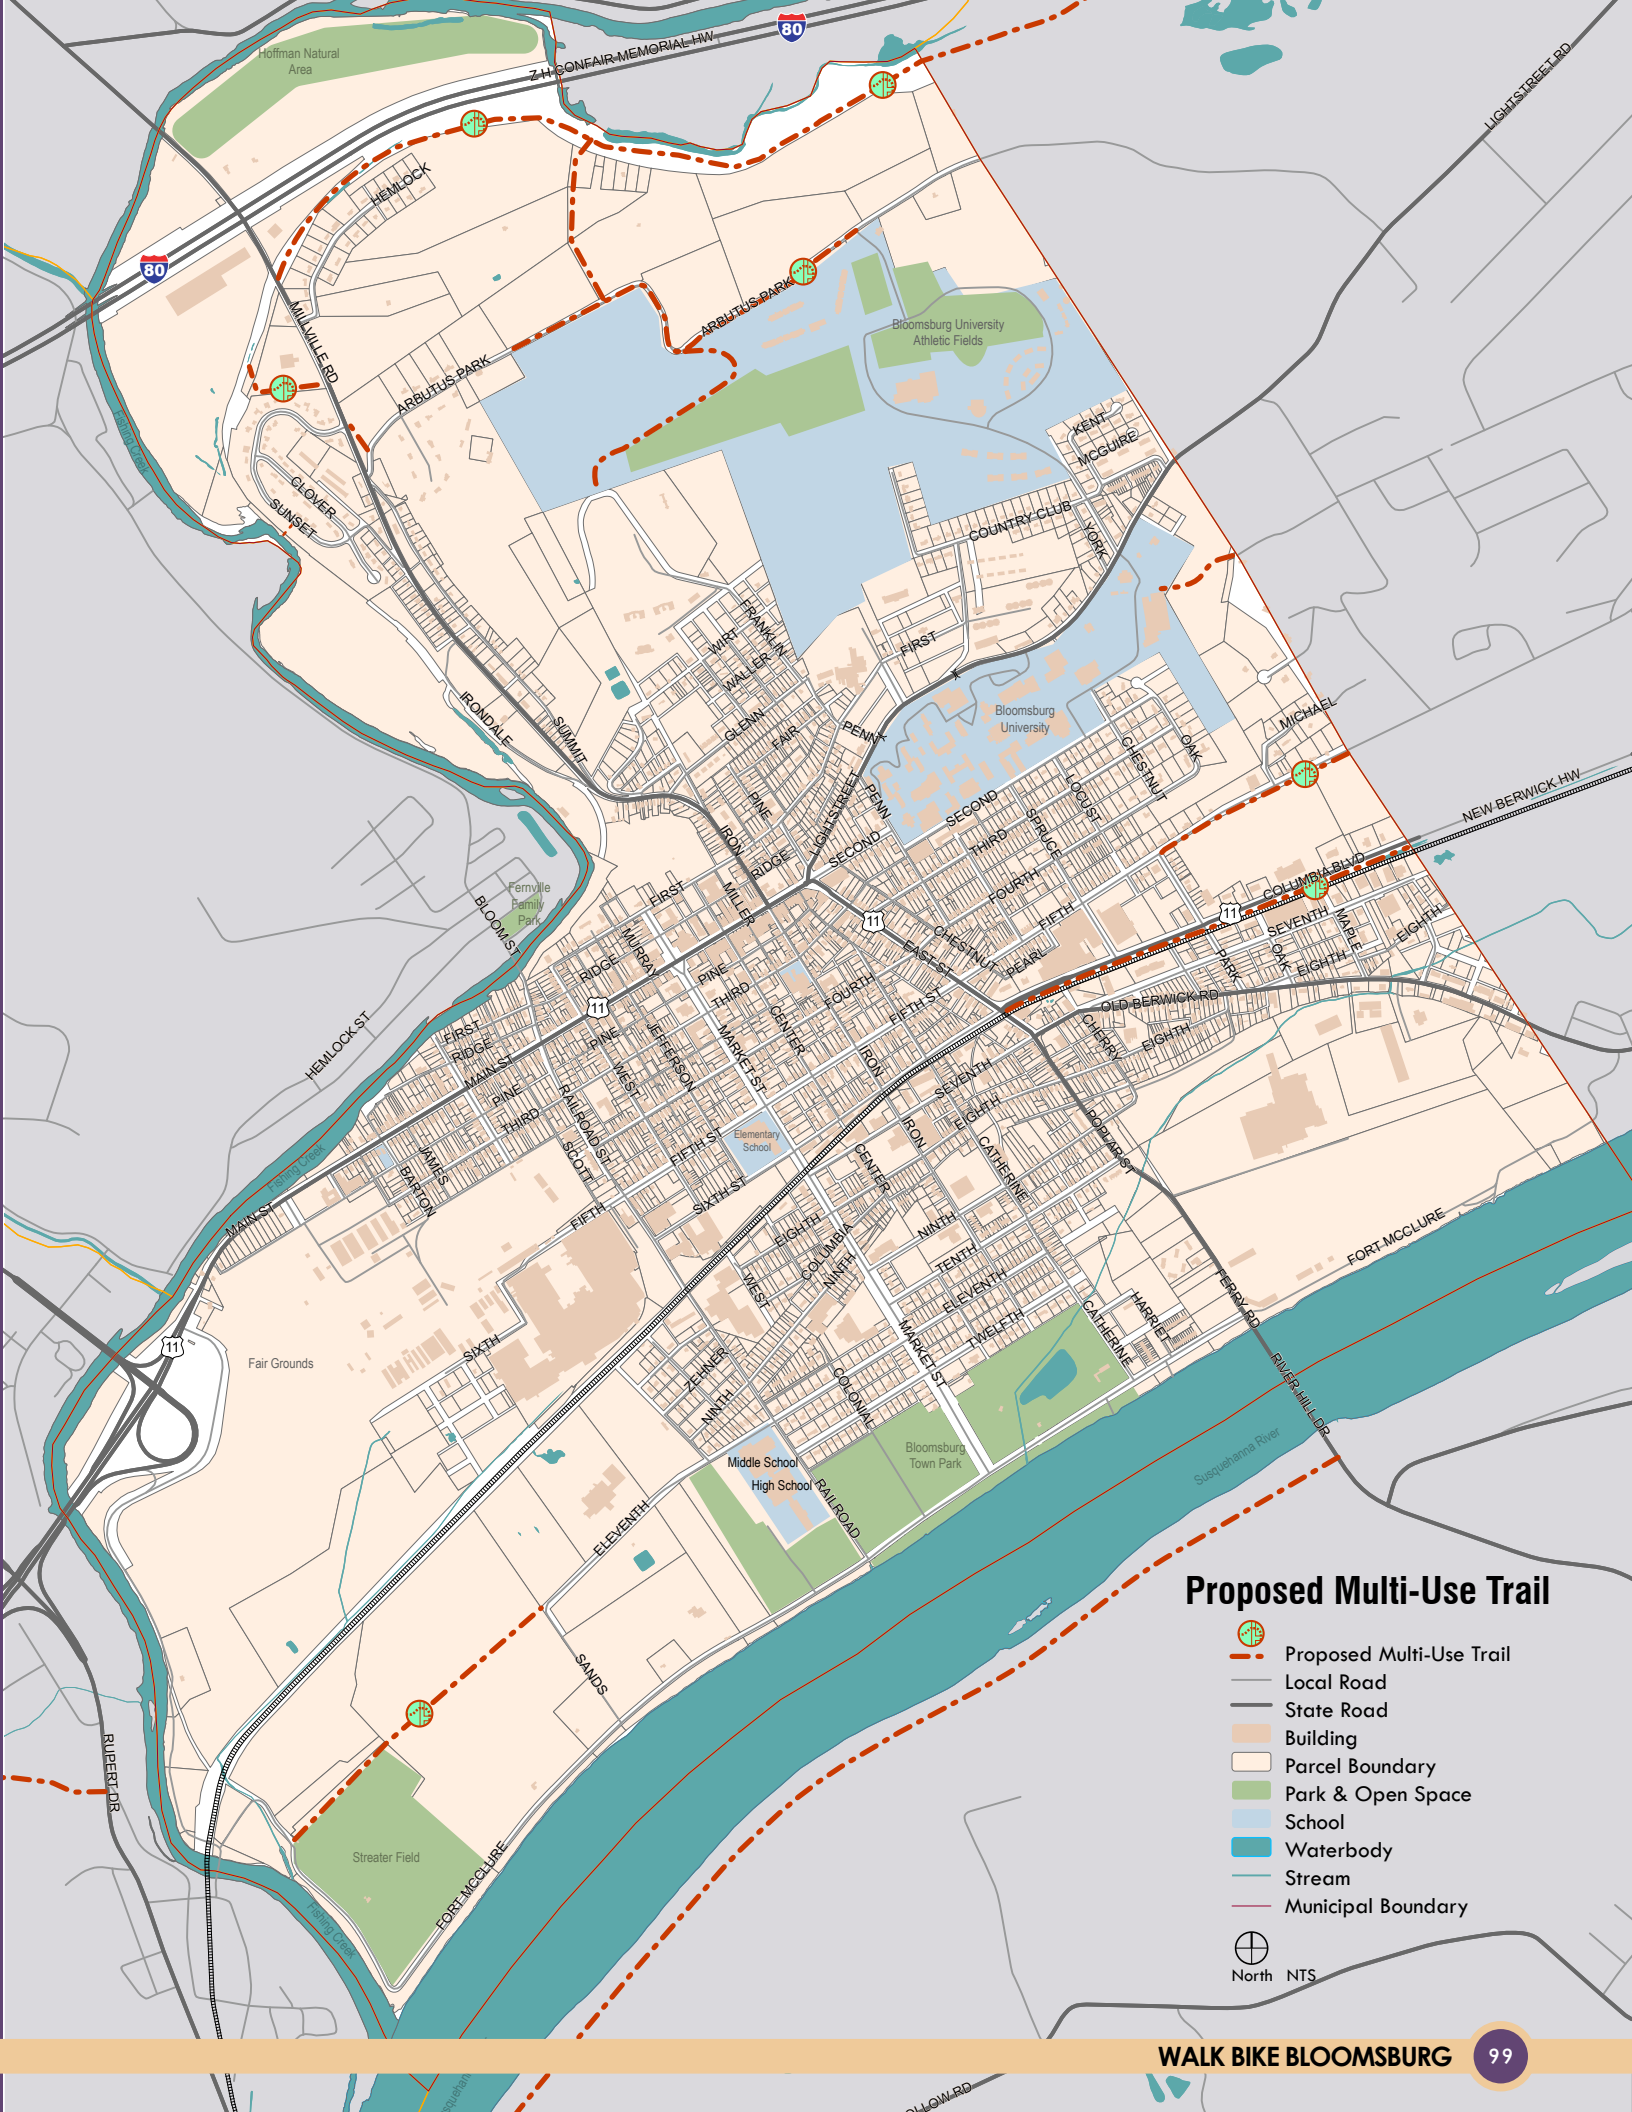 Hoffman Natural
Area
Z H CONFAIR MEMORIAL HW
80
LIGHTSTREET RD
HEMLOCK
80
MILLVILLE RD
ARBUTUS PARK
ARBUTUS PARK
Bloomsburg University
Athletic Fields
Fishing Creek
KENT
MCGUIRE
CLOVER
SUNSET
COUNTRY CLUB
YORK
FRANKLIN
WIRT
WALLER
FIRST
GLENN
FAIR
PENN
IRONDALE
SUMMIT
Bloomsburg
University
MICHAEL
OAK
CHESTNUT
LOCUST
PINE
LIGHTSTREET
PENN
SECOND
SPRUCE
THIRD
NEW BERWICK HW
IRON
RIDGE
SECOND
COLUMBIA BLVD
Fernville
Family
Park
FIRST
MILLER
FOURTH
FIFTH
11
11
SEVENTH
MAPLE
EIGHTH
BLOOM ST
MURRAY
CHESTNUT
EAST ST
PEARL
RIDGE
PINE
PARK
OAK
EIGHTH
THIRD
FOURTH
FIFTH ST
OLD BERWICK RD
11
HEMLOCK ST
FIRST
RIDGE
PINE
JEFFERSON
CENTER
CHERRY
EIGHTH
MAIN ST
MARKET ST
IRON
PINE
WEST
SEVENTH
RAILROAD ST
THIRD
EIGHTH
POPLAR ST
Elementary
School
IRON
SCOTT
FIFTH ST
Fishing Creek
JAMES
BARTON
CENTER
CATHERINE
SIXTH ST
MAIN ST
FIFTH
EIGHTH
COLUMBIA
NINTH
NINTH
FORT MCCLURE
TENTH
WEST
ELEVENTH
FERRY RD
HARRIET
CATHERINE
TWELFTH
11
Fair Grounds
SIXTH
MARKET ST
ZEHNER
NINTH
COLONIAL
RIVER HILL DR
Bloomsburg
Town Park
Susquehanna River
Middle School
High School
RAILROAD
ELEVENTH
SANDS
RUPERT DR
Streater Field
FORT MCCLURE
Fishing Creek
Proposed Multi-Use Trail
Proposed Multi-Use Trail
Local Road
State Road
Building
Parcel Boundary
Park & Open Space
School
Waterbody
Stream
Municipal Boundary
North NTS
WALK BIKE BLOOMSBURG 99